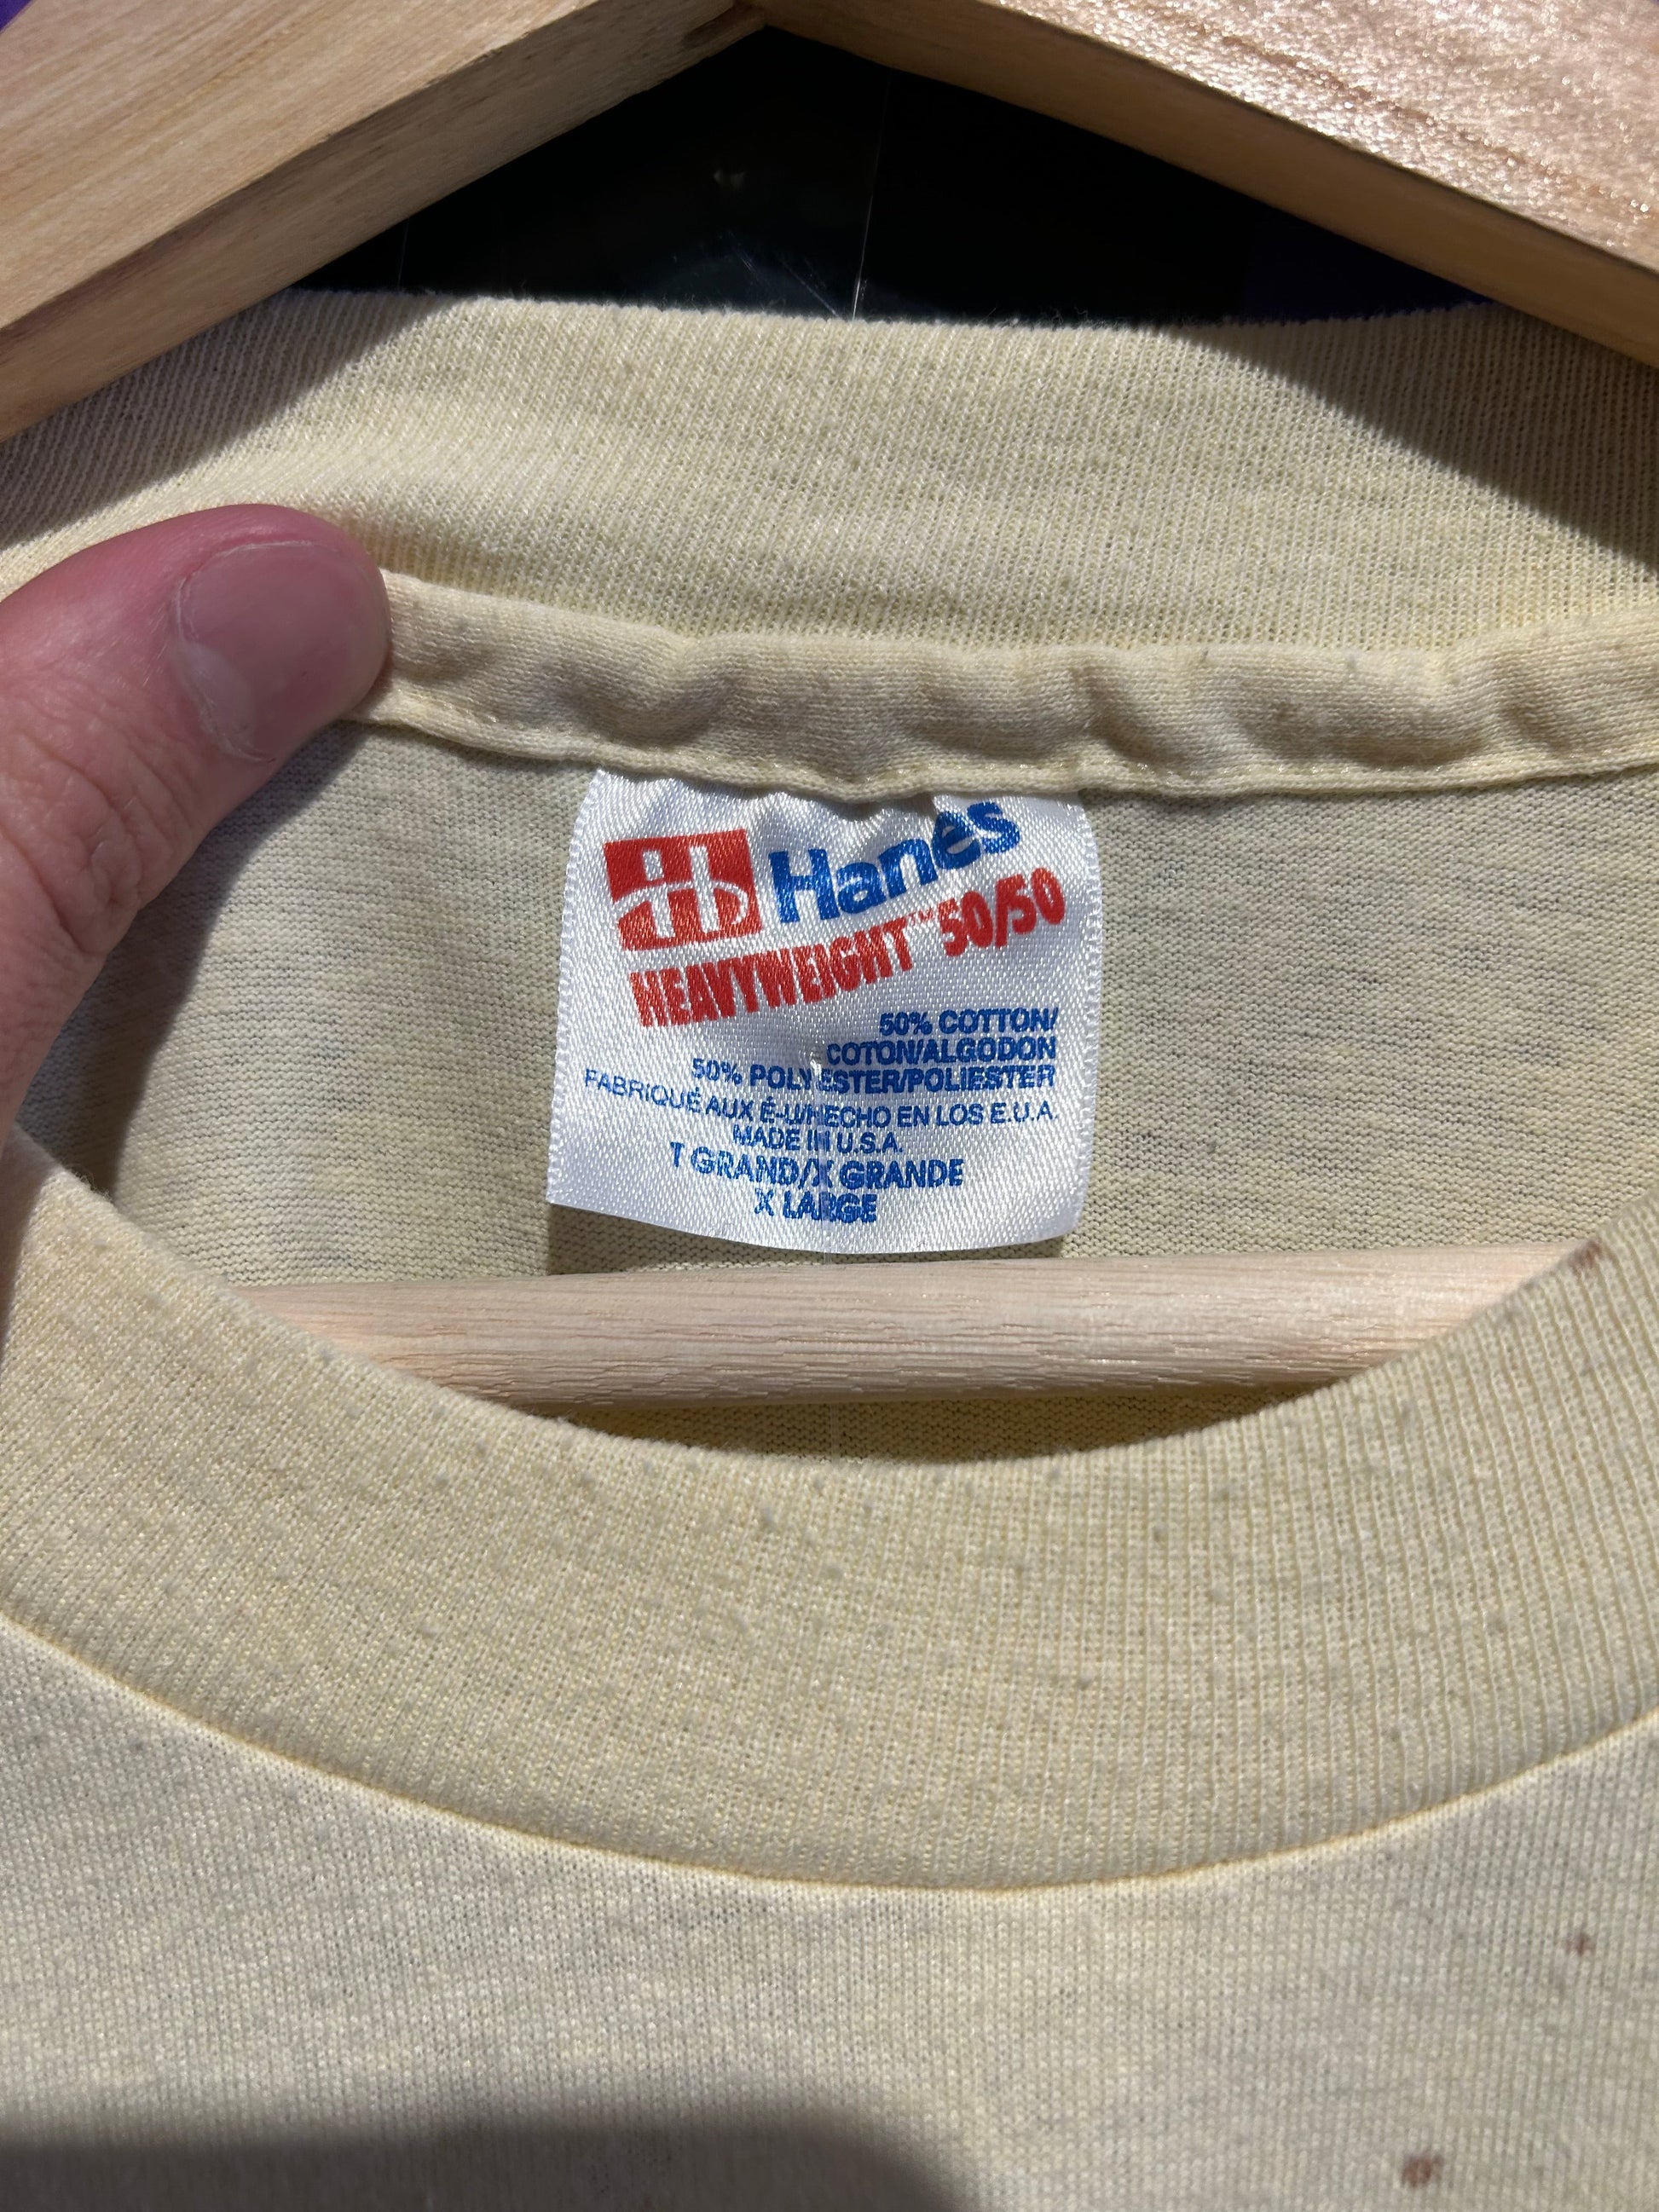 Hanes
HEAVYWEIGHT™ 50/50
50% COTTON/
COTON/ALGODON
50% POLYESTER/POLIESTER
FABRIQUÉ AUX É-U/HECHO EN LOS E.U.A.
MADE IN U.S.A.
T GRAND/X GRANDE
X LARGE